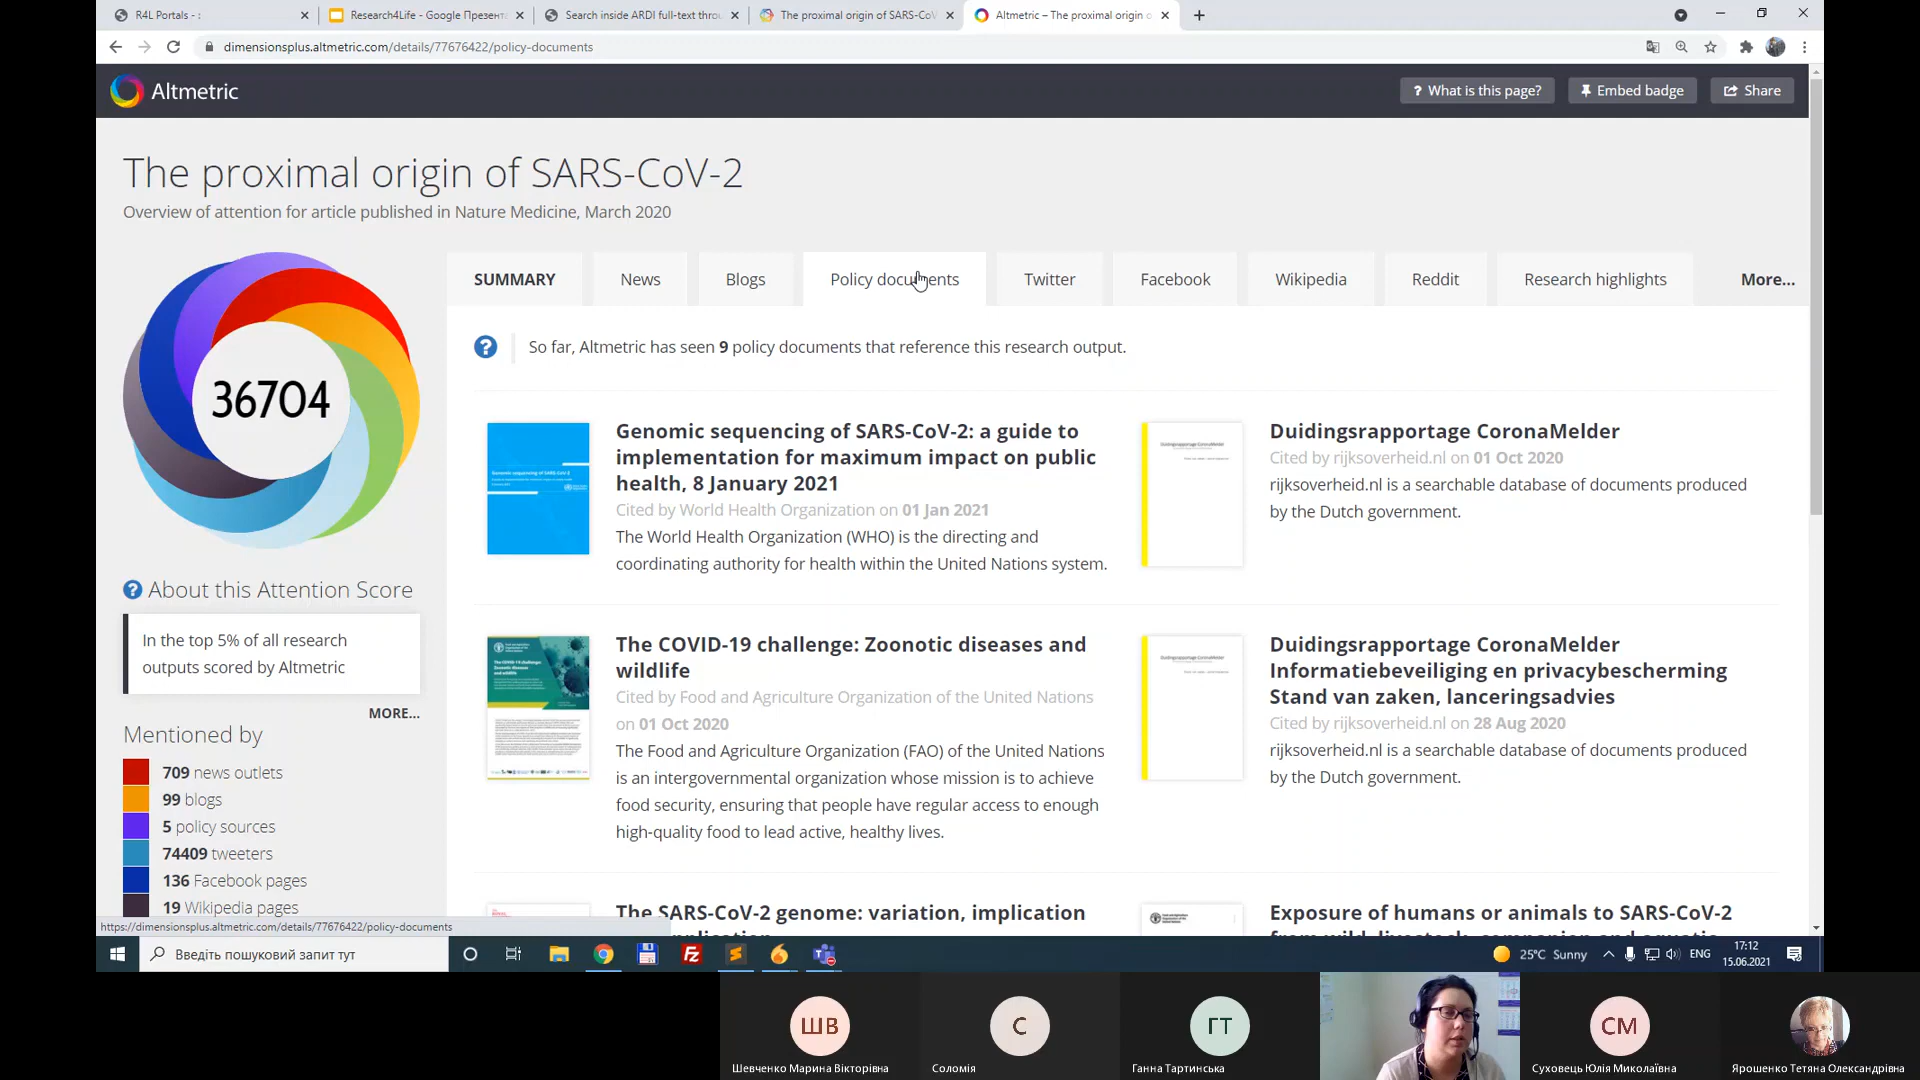 R4L Portals - :
Research4Life - Google Презент
Search inside ARDI full-text throu
The proximal origin of SARS-CoV
Altmetric – The proximal origin o
dimensionsplus.altmetric.com/details/77676422/policy-documents
Altmetric
? What is this page?
Embed badge
Share
The proximal origin of SARS-CoV-2
Overview of attention for article published in Nature Medicine, March 2020
36704
SUMMARY
News
Blogs
Policy documents
Twitter
Facebook
Wikipedia
Reddit
Research highlights
More...
So far, Altmetric has seen 9 policy documents that reference this research output.
Genomic sequencing of SARS-CoV-2: a guide to
implementation for maximum impact on public
health, 8 January 2021
Cited by World Health Organization on 01 Jan 2021
The World Health Organization (WHO) is the directing and
coordinating authority for health within the United Nations system.
Duidingsrapportage CoronaMelder
Cited by rijksoverheid.nl on 01 Oct 2020
rijksoverheid.nl is a searchable database of documents produced
by the Dutch government.
The COVID-19 challenge: Zoonotic diseases and
wildlife
Cited by Food and Agriculture Organization of the United Nations
on 01 Oct 2020
The Food and Agriculture Organization (FAO) of the United Nations
is an intergovernmental organization whose mission is to achieve
food security, ensuring that people have regular access to enough
high-quality food to lead active, healthy lives.
Duidingsrapportage CoronaMelder
Informatiebeveiliging en privacybescherming
Stand van zaken, lanceringsadvies
Cited by rijksoverheid.nl on 28 Aug 2020
rijksoverheid.nl is a searchable database of documents produced
by the Dutch government.
The SARS-CoV-2 genome: variation, implication
Exposure of humans or animals to SARS-CoV-2
from wild, livestock, companion and aquatic
About this Attention Score
In the top 5% of all research
outputs scored by Altmetric
MORE...
Mentioned by
709 news outlets
99 blogs
5 policy sources
74409 tweeters
136 Facebook pages
19 Wikipedia pages
https://dimensionsplus.altmetric.com/details/77676422/policy-documents
Введіть пошуковий запит тут
25°C Sunny
ENG
17:12
15.06.2021
ШВ
Шевченко Марина Вікторівна
С
Соломія
ГТ
Ганна Тартинська
СМ
Суховець Юлія Миколаївна
Ярошенко Тетяна Олександрівна